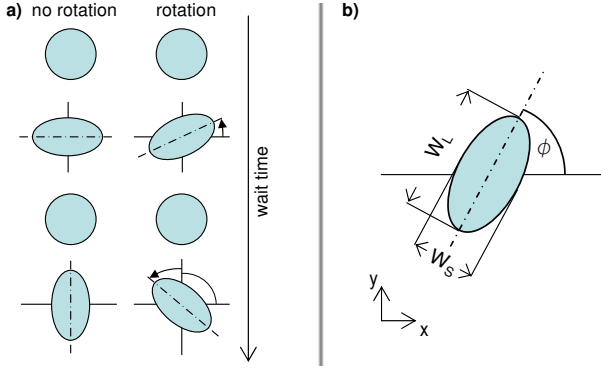 a) no rotation rotation
wait time
b)
W_L
ϕ
W_S
y
x